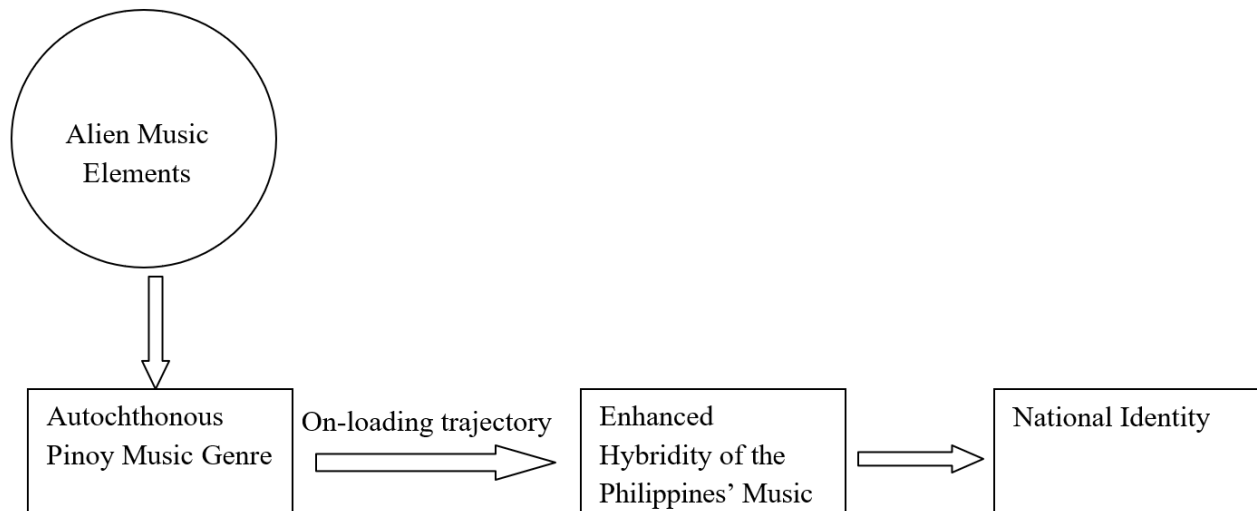 Alien Music
Elements
Autochthonous
Pinoy Music Genre
On-loading trajectory
Enhanced
Hybridity of the
Philippines’ Music
National Identity